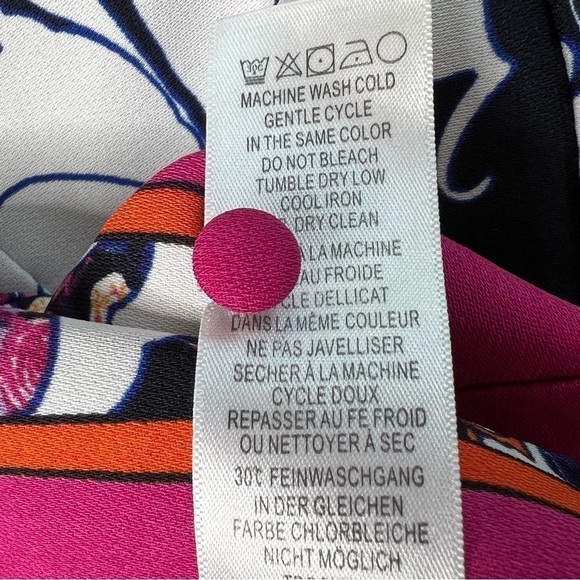 30℃
MACHINE WASH COLD
GENTLE CYCLE
IN THE SAME COLOR
DO NOT BLEACH
TUMBLE DRY LOW
COOL IRON
DRY CLEAN
LA MACHINE
AU FROIDE
DELLICAT
DANS LA MÊME COULEUR
NE PAS JAVELLISER
SECHER À LA MACHINE
CYCLE DOUX
REPASSER AU FE FROID
OU NETTOYER À SEC
30℃ FEINWASCHGANG
IN DER GLEICHEN
FARBE CHLORBLEICHE
NICHT MÖGLICH